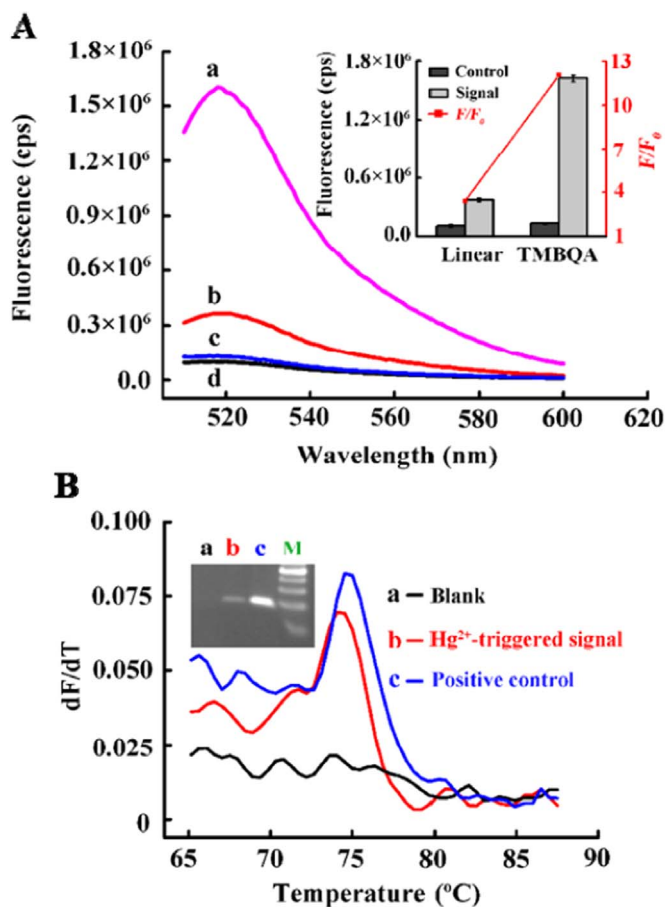 A
Fluorescence (cps)
1.8×10⁶
1.5×10⁶
1.2×10⁶
0.9×10⁶
0.6×10⁶
0.3×10⁶
0.0
a
b
c
d
520 540 560 580 600 620
Wavelength (nm)
Fluorescence (cps)
1.8×10⁶
1.2×10⁶
0.6×10⁶
0.0
Control
Signal
F/F₀
13
10
7
4
1
F/F₀
Linear TMBQA
B
dF/dT
0.100
0.075
0.050
0.025
0
a b c M
a Blank
b Hg²⁺-triggered signal
c Positive control
65 70 75 80 85 90
Temperature (ºC)